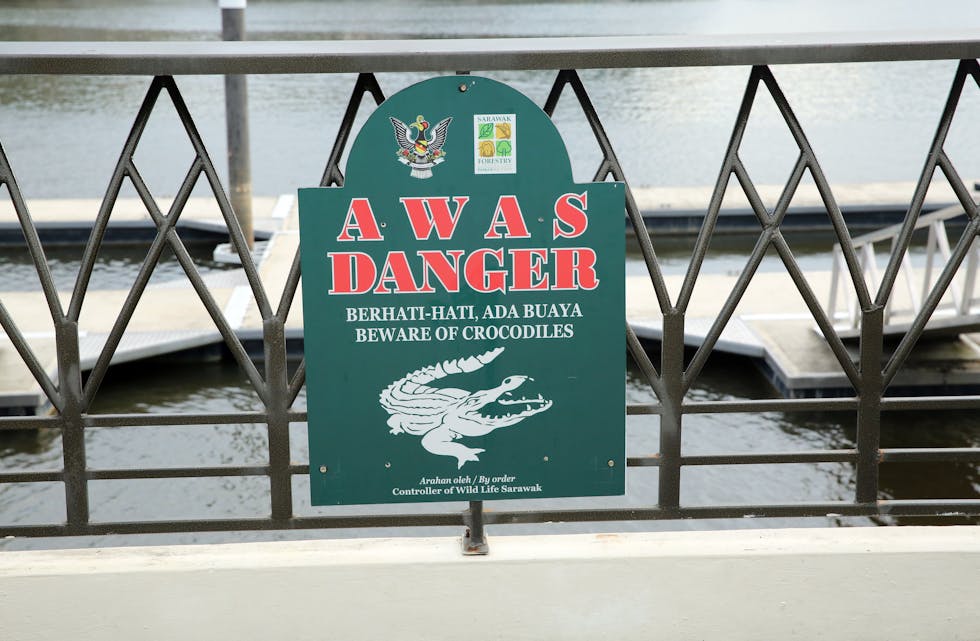 SARAWAK
FORESTRY
AWAS
DANGER
BERHATI-HATI, ADA BUAYA
BEWARE OF CROCODILES
Arahan oleh / By order
Controller of Wild Life Sarawak